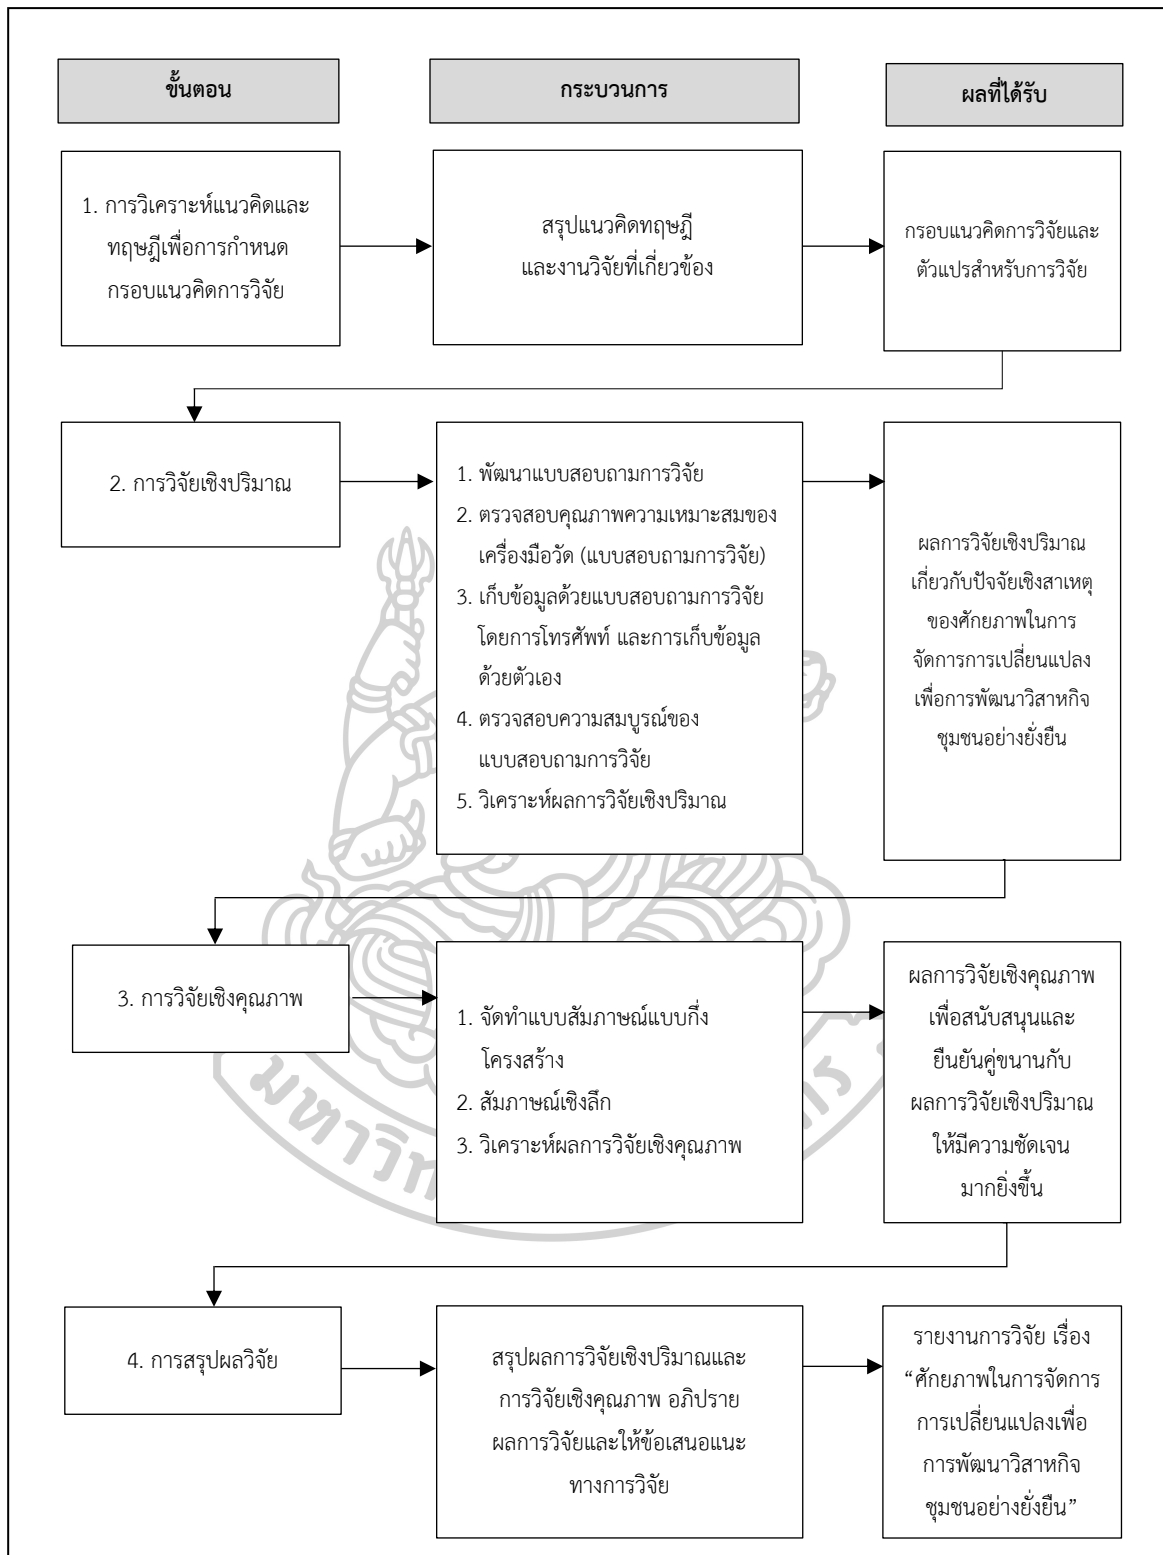 ขั้นตอน
กระบวนการ
ผลที่ได้รับ
1. การวิเคราะห์แนวคิดและ
ทฤษฎีเพื่อการกำหนด
กรอบแนวคิดการวิจัย
สรุปแนวคิดทฤษฎี
และงานวิจัยที่เกี่ยวข้อง
กรอบแนวคิดการวิจัยและ
ตัวแปรสำหรับการวิจัย
2. การวิจัยเชิงปริมาณ
1. พัฒนาแบบสอบถามการวิจัย
2. ตรวจสอบคุณภาพความเหมาะสมของ
เครื่องมือวัด (แบบสอบถามการวิจัย)
3. เก็บข้อมูลด้วยแบบสอบถามการวิจัย
โดยการโทรศัพท์ และการเก็บข้อมูล
ด้วยตัวเอง
4. ตรวจสอบความสมบูรณ์ของ
แบบสอบถามการวิจัย
5. วิเคราะห์ผลการวิจัยเชิงปริมาณ
ผลการวิจัยเชิงปริมาณ
เกี่ยวกับปัจจัยเชิงสาเหตุ
ของศักยภาพในการ
จัดการการเปลี่ยนแปลง
เพื่อการพัฒนาวิสาหกิจ
ชุมชนอย่างยั่งยืน
3. การวิจัยเชิงคุณภาพ
1. จัดทำแบบสัมภาษณ์แบบกึ่ง
โครงสร้าง
2. สัมภาษณ์เชิงลึก
3. วิเคราะห์ผลการวิจัยเชิงคุณภาพ
ผลการวิจัยเชิงคุณภาพ
เพื่อสนับสนุนและ
ยืนยันคู่ขนานกับ
ผลการวิจัยเชิงปริมาณ
ให้มีความชัดเจน
มากยิ่งขึ้น
4. การสรุปผลวิจัย
สรุปผลการวิจัยเชิงปริมาณและ
การวิจัยเชิงคุณภาพ อภิปราย
ผลการวิจัยและให้ข้อเสนอแนะ
ทางการวิจัย
รายงานการวิจัย เรื่อง
“ศักยภาพในการจัดการ
การเปลี่ยนแปลงเพื่อ
การพัฒนาวิสาหกิจ
ชุมชนอย่างยั่งยืน”